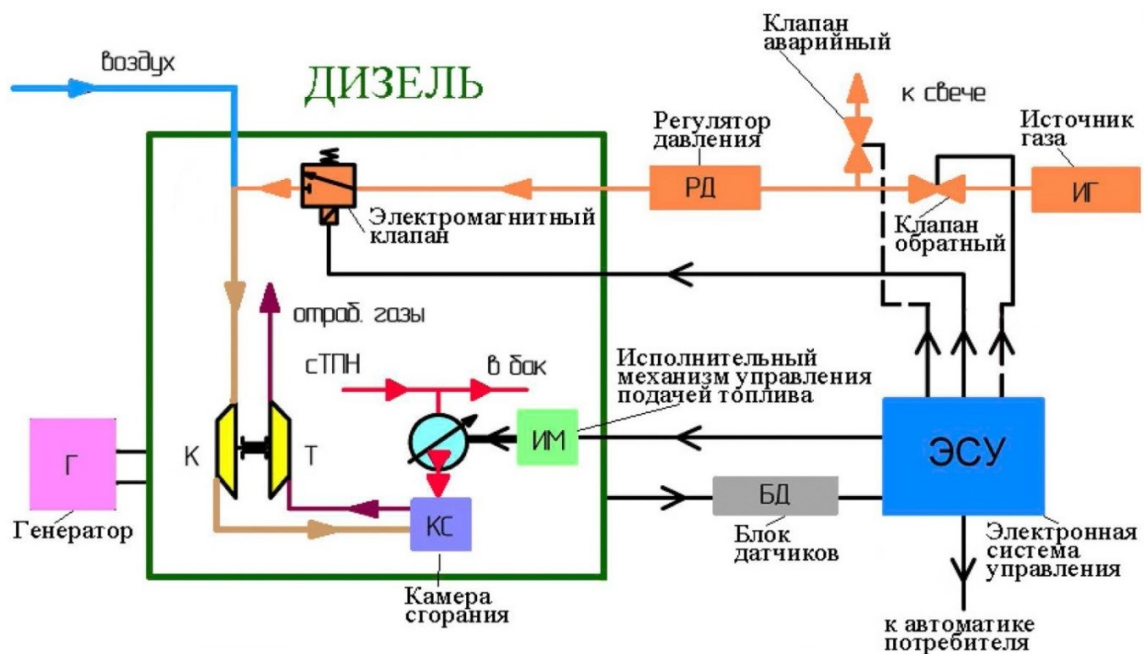 воздух
ДИЗЕЛЬ
Клапан
аварийный
к свече
Регулятор
давления
Источник
газа
РД
ИГ
Электромагнитный
клапан
Клапан
обратный
отраб. газы
сТПН
в бак
Исполнительный
механизм управления
подачей топлива
К
Т
ИМ
ЭСУ
Г
Генератор
КС
БД
Блок
датчиков
Электронная
система
управления
Камера
сгорания
к автоматике
потребителя